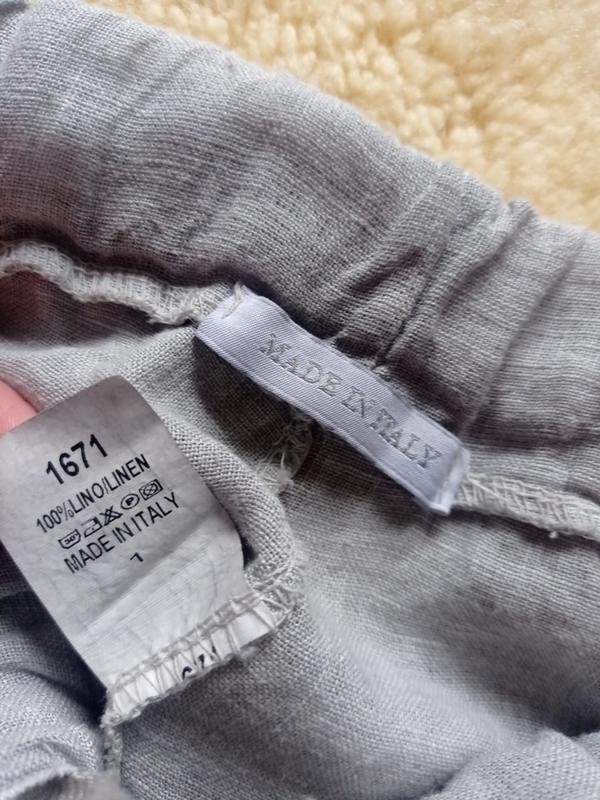 MADE IN ITALY
1671
100% LINO/LINEN
MADE IN ITALY
1